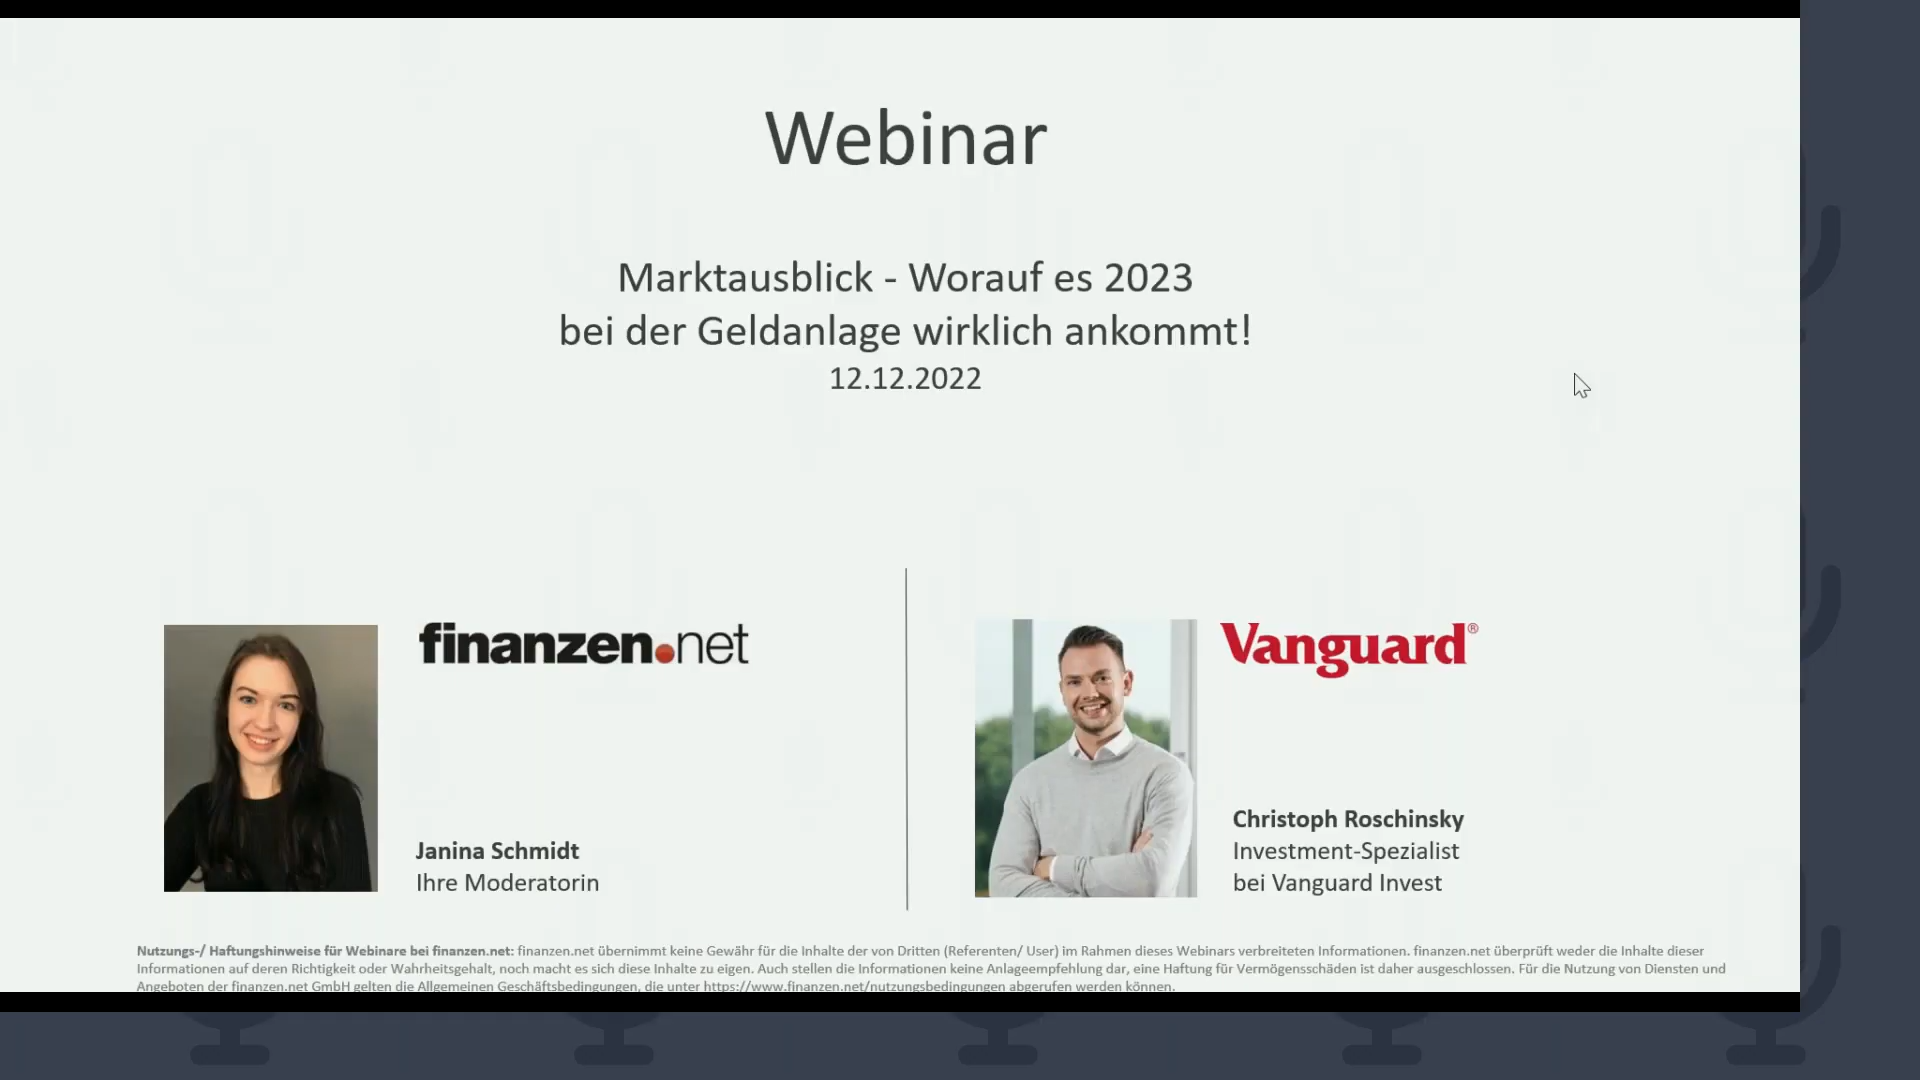 Webinar
Marktausblick - Worauf es 2023
bei der Geldanlage wirklich ankommt!
12.12.2022
finanzen.net
Janina Schmidt
Ihre Moderatorin
Vanguard®
Christoph Roschinsky
Investment-Spezialist
bei Vanguard Invest
Nutzungs-/ Haftungshinweise für Webinare bei finanzen.net: finanzen.net übernimmt keine Gewähr für die Inhalte der von Dritten (Referenten/ User) im Rahmen dieses Webinars verbreiteten Informationen. finanzen.net überprüft weder die Inhalte dieser
Informationen auf deren Richtigkeit oder Wahrheitsgehalt, noch macht es sich diese Inhalte zu eigen. Auch stellen die Informationen keine Anlageempfehlung dar, eine Haftung für Vermögensschäden ist daher ausgeschlossen. Für die Nutzung von Diensten und
Angeboten der finanzen.net GmbH gelten die Allgemeinen Geschäftsbedingungen, die unter https://www.finanzen.net/nutzungsbedingungen abgerufen werden können.